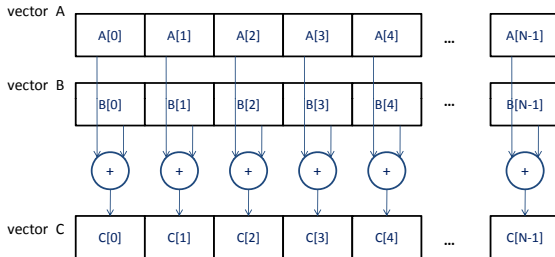 vector A
A[0] A[1] A[2] A[3] A[4] ... A[N-1]
vector B
B[0] B[1] B[2] B[3] B[4] ... B[N-1]
+ + + + + +
vector C
C[0] C[1] C[2] C[3] C[4] ... C[N-1]